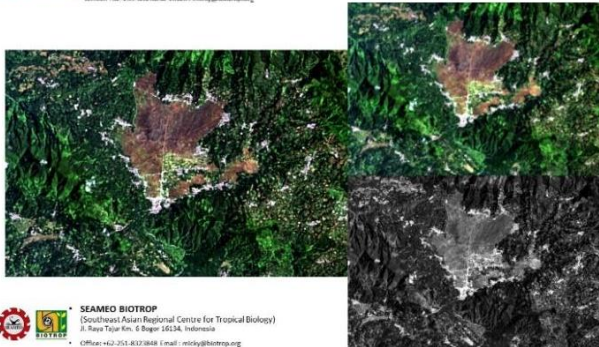 SEAMEO BIOTROP
(Southeast Asian Regional Centre for Tropical Biology)
Jl. Raya Tajur Km. 6 Bogor 16134, Indonesia
BIOTROP
Office: +62-251-8323848 Email : micky@biotrop.org